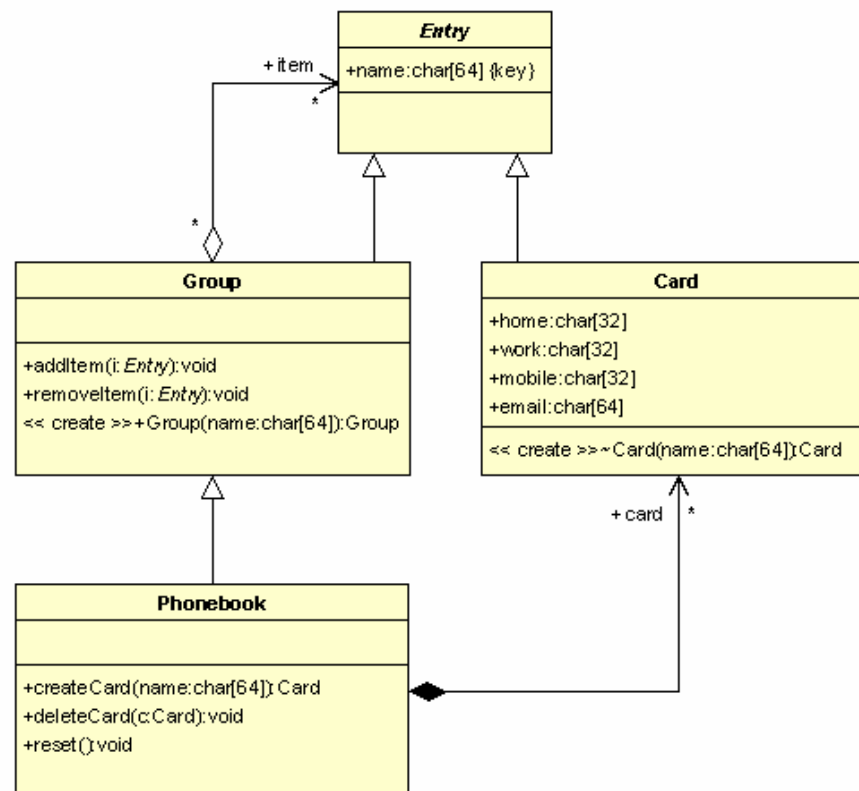 Entry
+name:char[64] {key}
+ item
*
*
Group
+addItem(i: Entry):void
+removeItem(i: Entry):void
<< create >>+Group(name:char[64]):Group
Card
+home:char[32]
+work:char[32]
+mobile:char[32]
+email:char[64]
<< create >>~Card(name:char[64]):Card
+ card
*
Phonebook
+createCard(name:char[64]):Card
+deleteCard(c:Card):void
+reset():void